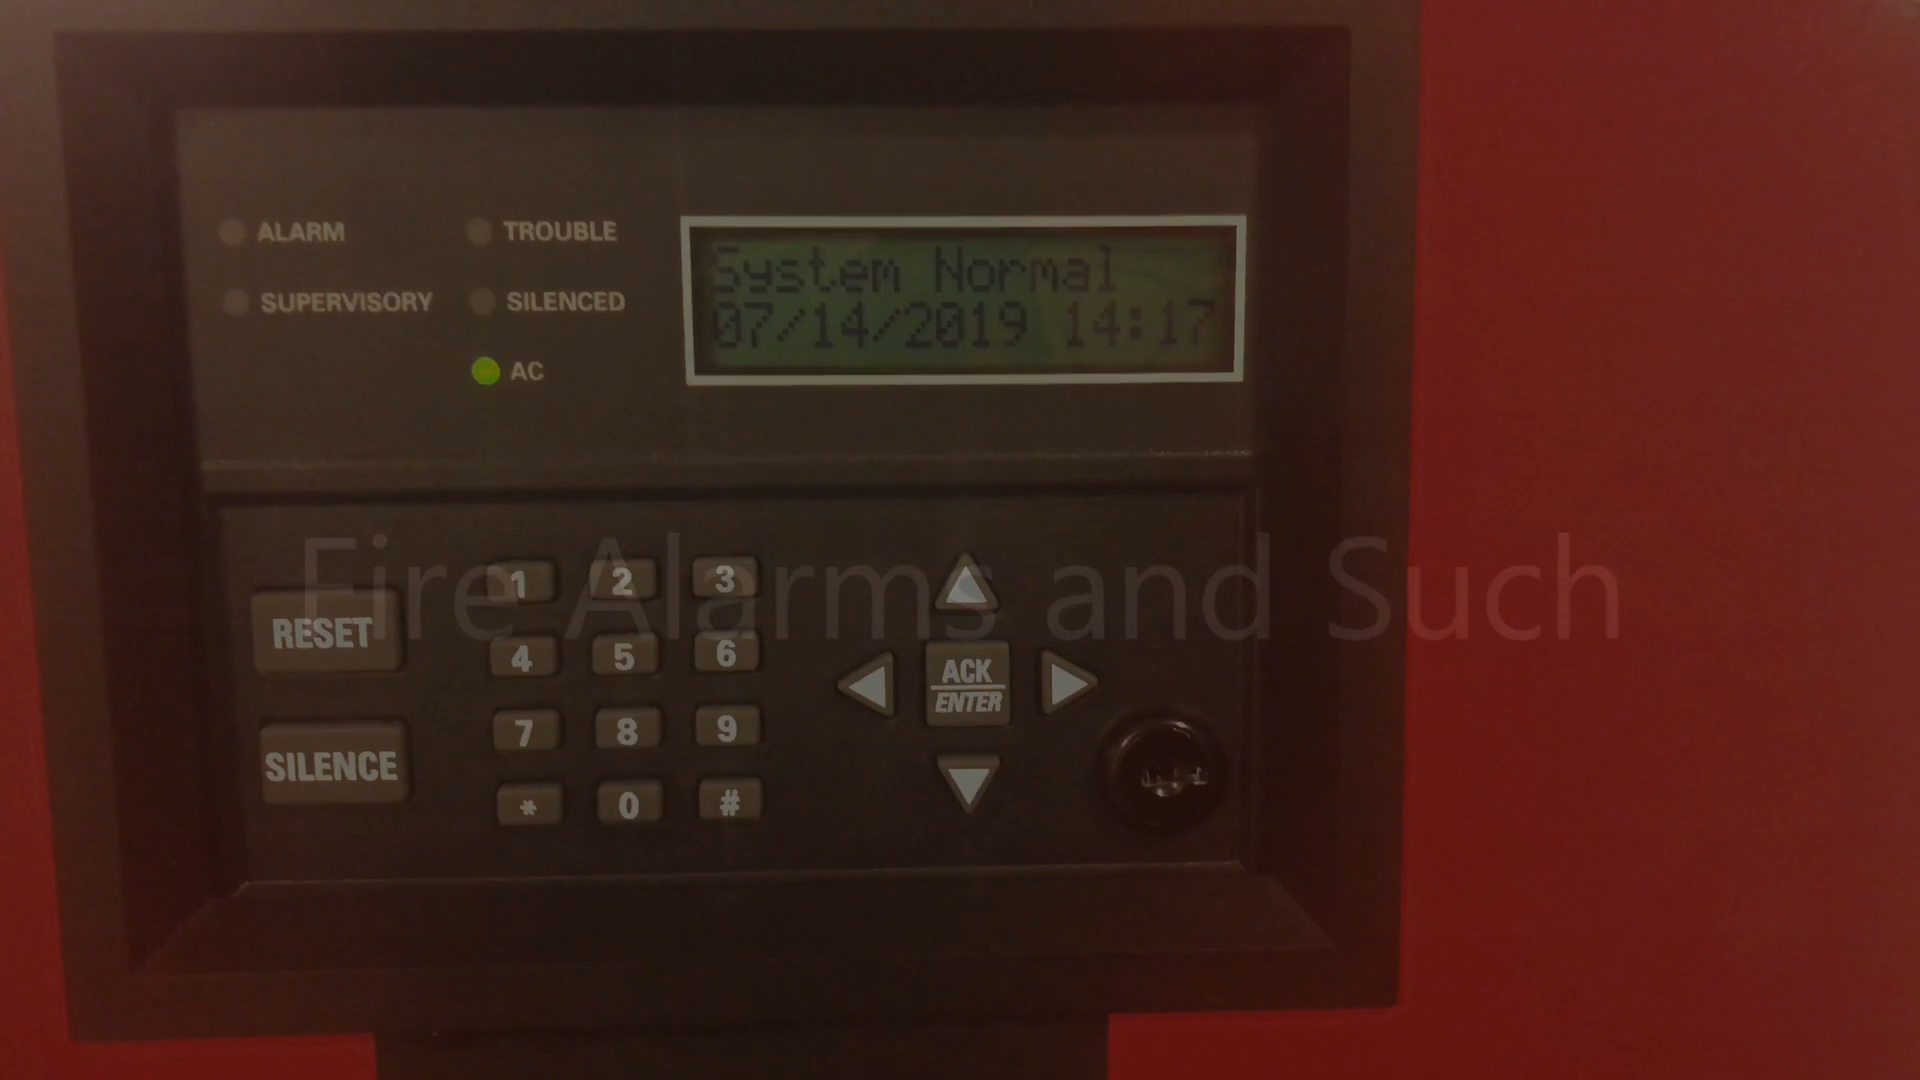 ALARM
TROUBLE
System Normal
SUPERVISORY
SILENCED
07/14/2019 14:17
AC
Fire Alarms and Such
1 2 3
RESET
4 5 6
ACK
ENTER
7 8 9
SILENCE
* 0 #